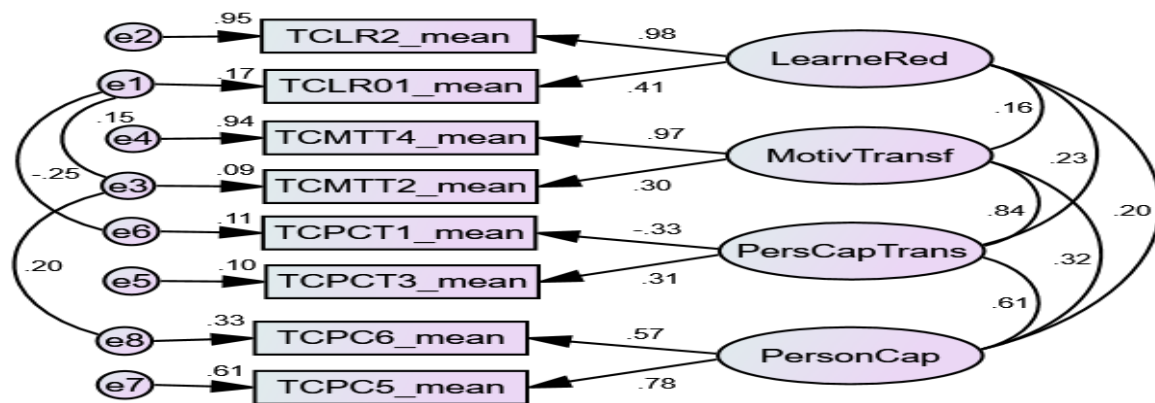 .95
e2 TCLR2_mean .98 LearneRed
e1 .17 TCLR01_mean .41
.15 .16
e4 .94 TCMTT4_mean .97 MotivTransf .23
-.25 e3 .09 TCMTT2_mean .30
.84 .20
e6 .11 TCPCT1_mean -.33 PersCapTrans
.20 e5 .10 TCPCT3_mean .31 .32
.61
e8 .33 TCPC6_mean .57 PersonCap
e7 .61 TCPC5_mean .78